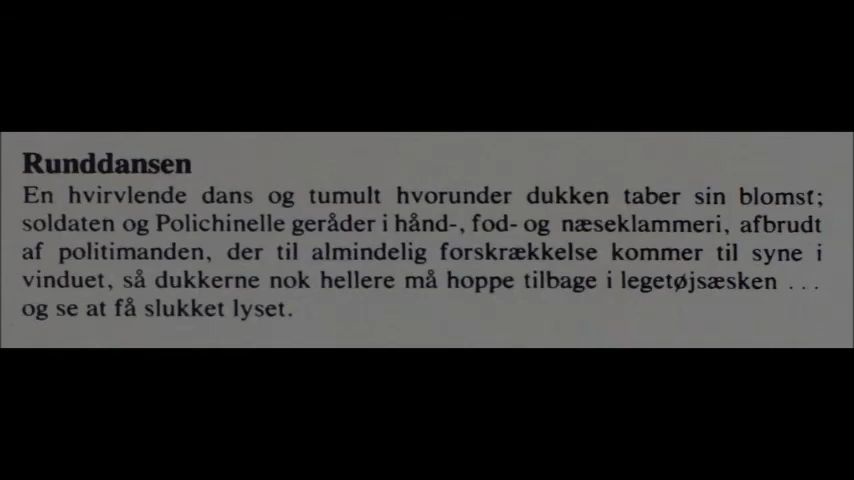 Runddansen
En hvirvlende dans og tumult hvorunder dukken taber sin blomst;
soldaten og Polichinelle geråder i hånd-, fod- og næseklammeri, afbrudt
af politimanden, der til almindelig forskrækkelse kommer til syne i
vinduet, så dukkerne nok hellere må hoppe tilbage i legetøjsæsken ...
og se at få slukket lyset.